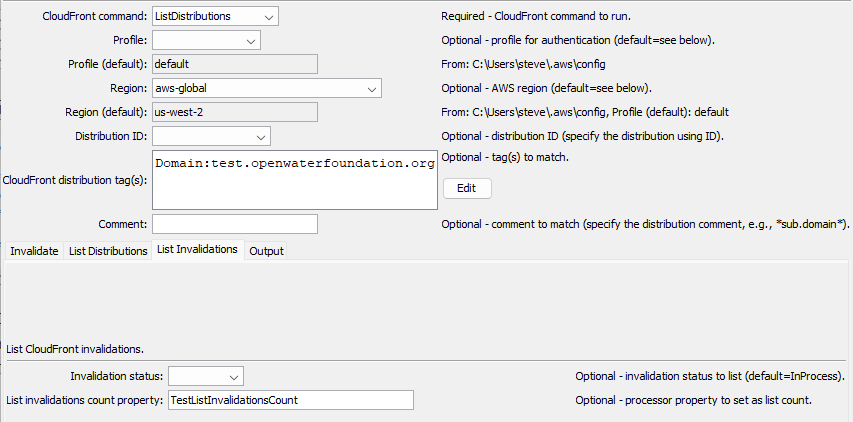 CloudFront command: ListDistributions Required - CloudFront command to run.
Profile: Optional - profile for authentication (default=see below).
Profile (default): default From: C:\Users\steve\.aws\config
Region: aws-global Optional - AWS region (default=see below).
Region (default): us-west-2 From: C:\Users\steve\.aws\config, Profile (default): default
Distribution ID: Optional - distribution ID (specify the distribution using ID).
CloudFront distribution tag(s): Domain:test.openwaterfoundation.org Optional - tag(s) to match.
Edit
Comment: Optional - comment to match (specify the distribution comment, e.g., *sub.domain*).
Invalidate List Distributions List Invalidations Output
List CloudFront invalidations.
Invalidation status: Optional - invalidation status to list (default=InProcess).
List invalidations count property: TestListInvalidationsCount Optional - processor property to set as list count.